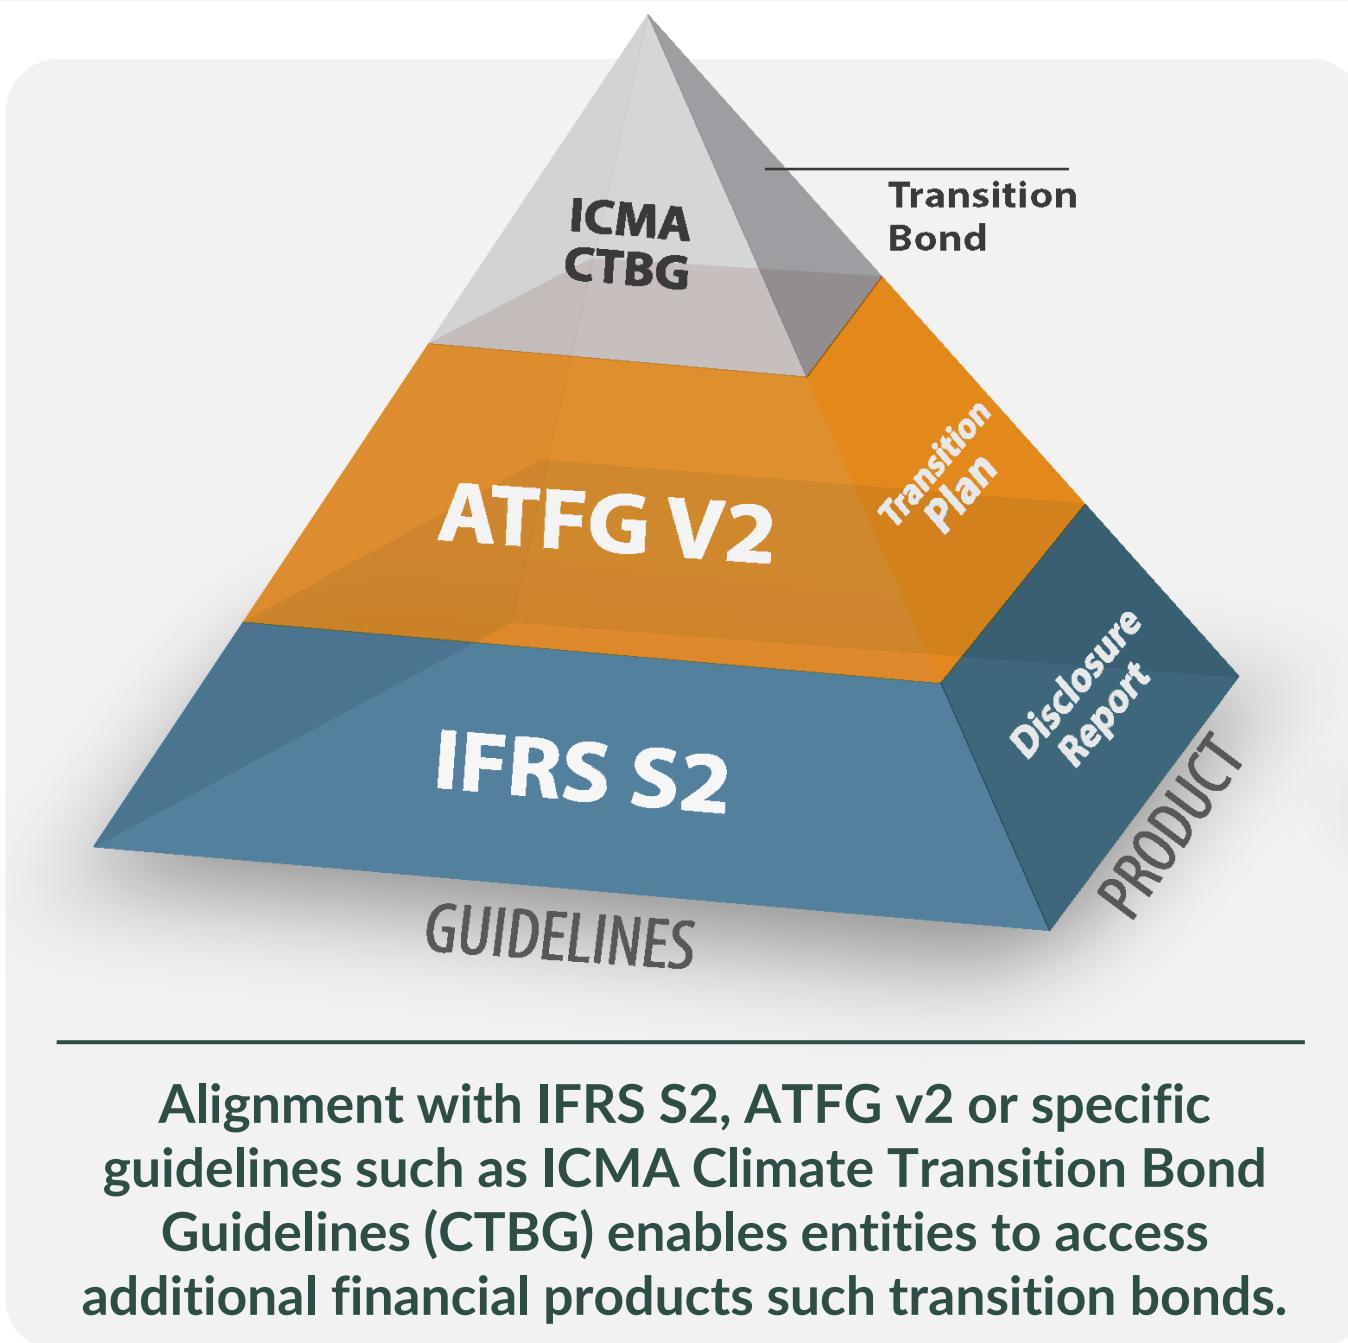 ICMA
CTBG
Transition
Bond
ATFG V2
Transition
Plan
IFRS S2
Disclosure
Report
GUIDELINES
PRODUCT
Alignment with IFRS S2, ATFG v2 or specific
guidelines such as ICMA Climate Transition Bond
Guidelines (CTBG) enables entities to access
additional financial products such transition bonds.